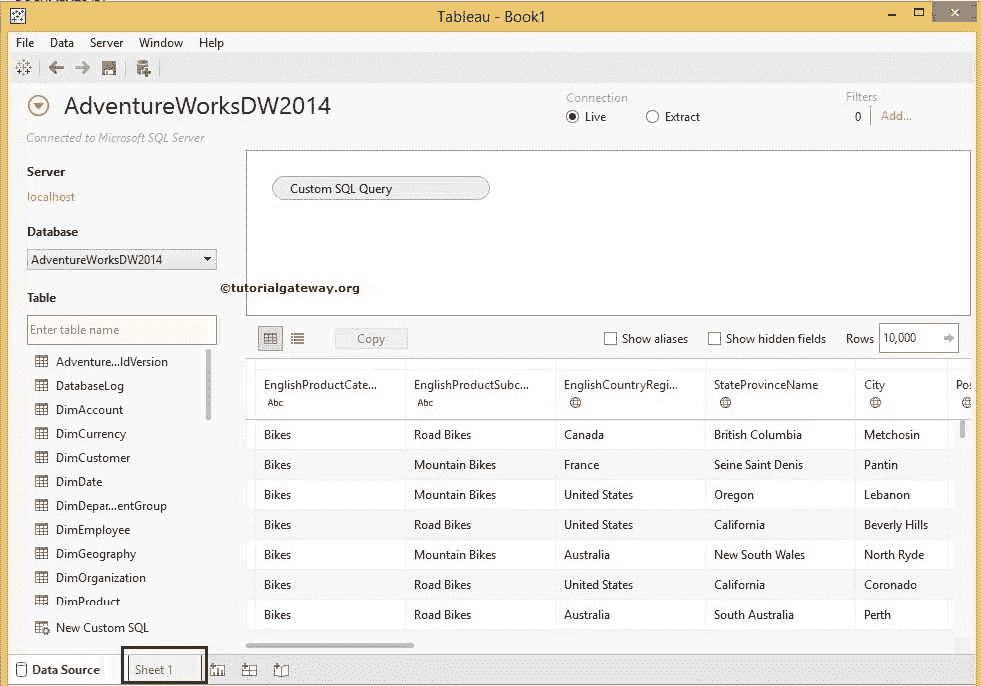 Tableau - Book1
File Data Server Window Help
AdventureWorksDW2014
Connected to Microsoft SQL Server
Connection
Live Extract
Filters
0 Add...
Server
localhost
Database
AdventureWorksDW2014
Table
Enter table name
Adventure...ldVersion
DatabaseLog
DimAccount
DimCurrency
DimCustomer
DimDate
DimDepar...entGroup
DimEmployee
DimGeography
DimOrganization
DimProduct
New Custom SQL
Custom SQL Query
©tutorialgateway.org
Copy Show aliases Show hidden fields Rows 10,000
EnglishProductCate... EnglishProductSubc... EnglishCountryRegi... StateProvinceName City Pos
Abc Abc
Bikes Road Bikes Canada British Columbia Metchosin
Bikes Mountain Bikes France Seine Saint Denis Pantin
Bikes Mountain Bikes United States Oregon Lebanon
Bikes Road Bikes United States California Beverly Hills
Bikes Mountain Bikes Australia New South Wales North Ryde
Bikes Road Bikes United States California Coronado
Bikes Road Bikes Australia South Australia Perth
Data Source Sheet 1